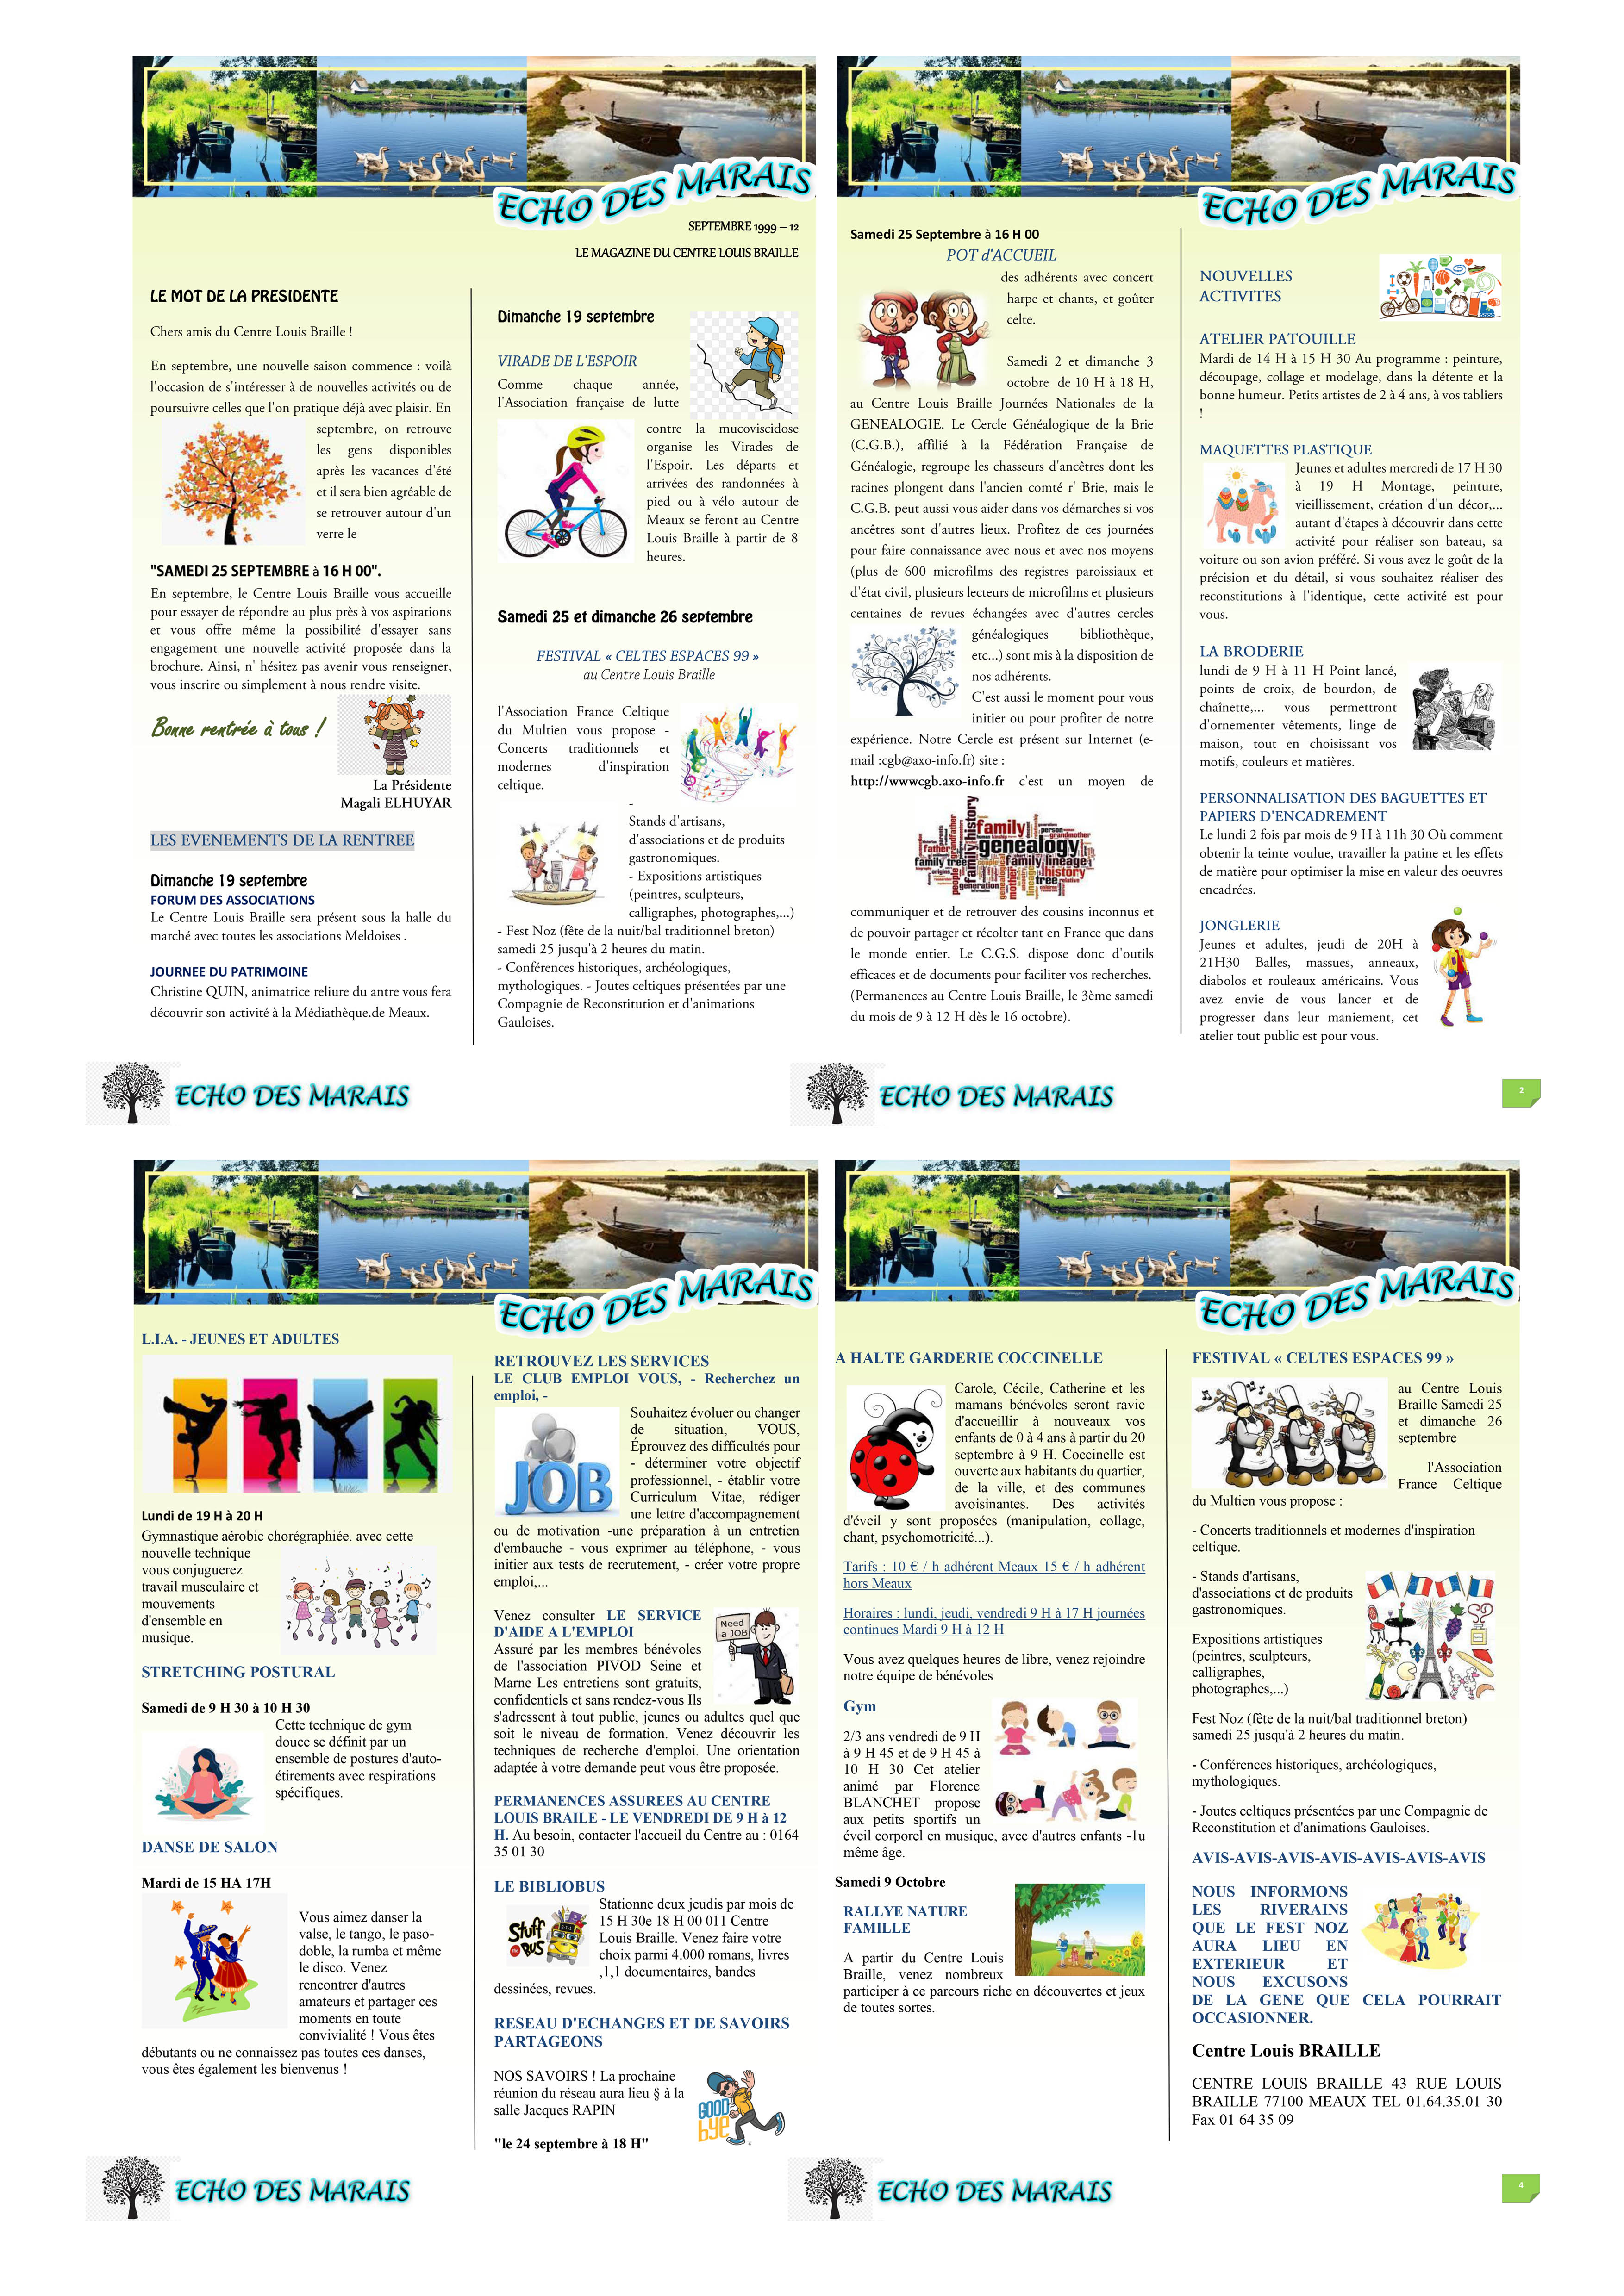 ECHO DES MARAIS
SEPTEMBRE 1999 – 12
LE MAGAZINE DU CENTRE LOUIS BRAILLE
LE MOT DE LA PRESIDENTE
Chers amis du Centre Louis Braille !
En septembre, une nouvelle saison commence : voilà
l'occasion de s'intéresser à de nouvelles activités ou de
poursuivre celles que l'on pratique déjà avec plaisir. En
septembre, on retrouve
les gens disponibles
après les vacances d'été
et il sera bien agréable de
se retrouver autour d'un
verre le
"SAMEDI 25 SEPTEMBRE à 16 H 00".
En septembre, le Centre Louis Braille vous accueille
pour essayer de répondre au plus près à vos aspirations
et vous offre même la possibilité d'essayer sans
engagement une nouvelle activité proposée dans la
brochure. Ainsi, n' hésitez pas avenir vous renseigner,
vous inscrire ou simplement à nous rendre visite.
Bonne rentrée à tous !
La Présidente
Magali ELHUYAR
LES EVENEMENTS DE LA RENTREE
Dimanche 19 septembre
FORUM DES ASSOCIATIONS
Le Centre Louis Braille sera présent sous la halle du
marché avec toutes les associations Meldoises .
JOURNEE DU PATRIMOINE
Christine QUIN, animatrice reliure du antre vous fera
découvrir son activité à la Médiathèque.de Meaux.
Dimanche 19 septembre
VIRADE DE L'ESPOIR
Comme chaque année,
l'Association française de lutte
contre la mucoviscidose
organise les Virades de
l'Espoir. Les départs et
arrivées des randonnées à
pied ou à vélo autour de
Meaux se feront au Centre
Louis Braille à partir de 8
heures.
Samedi 25 et dimanche 26 septembre
FESTIVAL « CELTES ESPACES 99 »
au Centre Louis Braille
l'Association France Celtique
du Multien vous propose -
Concerts traditionnels et
modernes d'inspiration
celtique.
-
Stands d'artisans,
d'associations et de produits
gastronomiques.
- Expositions artistiques
(peintres, sculpteurs,
calligraphes, photographes,...)
- Fest Noz (fête de la nuit/bal traditionnel breton)
samedi 25 jusqu'à 2 heures du matin.
- Conférences historiques, archéologiques,
mythologiques. - Joutes celtiques présentées par une
Compagnie de Reconstitution et d'animations
Gauloises.
ECHO DES MARAIS
ECHO DES MARAIS
Samedi 25 Septembre à 16 H 00
POT d'ACCUEIL
des adhérents avec concert
harpe et chants, et goûter
celte.
Samedi 2 et dimanche 3
octobre de 10 H à 18 H,
au Centre Louis Braille Journées Nationales de la
GENEALOGIE. Le Cercle Généalogique de la Brie
(C.G.B.), affilié à la Fédération Française de
Généalogie, regroupe les chasseurs d'ancêtres dont les
racines plongent dans l'ancien comté r' Brie, mais le
C.G.B. peut aussi vous aider dans vos démarches si vos
ancêtres sont d'autres lieux. Profitez de ces journées
pour faire connaissance avec nous et avec nos moyens
(plus de 600 microfilms des registres paroissiaux et
d'état civil, plusieurs lecteurs de microfilms et plusieurs
centaines de revues échangées avec d'autres cercles
généalogiques bibliothèque,
etc...) sont mis à la disposition de
nos adhérents.
C'est aussi le moment pour vous
initier ou pour profiter de notre
expérience. Notre Cercle est présent sur Internet (e-
mail :cgb@axo-info.fr) site :
http://wwwcgb.axo-info.fr c'est un moyen de
family
genealogy
family tree
family lineage
history
tree
generation
family history
father
communiquer et de retrouver des cousins inconnus et
de pouvoir partager et récolter tant en France que dans
le monde entier. Le C.G.S. dispose donc d'outils
efficaces et de documents pour faciliter vos recherches.
(Permanences au Centre Louis Braille, le 3ème samedi
du mois de 9 à 12 H dès le 16 octobre).
NOUVELLES
ACTIVITES
ATELIER PATOUILLE
Mardi de 14 H à 15 H 30 Au programme : peinture,
découpage, collage et modelage, dans la détente et la
bonne humeur. Petits artistes de 2 à 4 ans, à vos tabliers
!
MAQUETTES PLASTIQUE
Jeunes et adultes mercredi de 17 H 30
à 19 H Montage, peinture,
vieillissement, création d'un décor,...
autant d'étapes à découvrir dans cette
activité pour réaliser son bateau, sa
voiture ou son avion préféré. Si vous avez le goût de la
précision et du détail, si vous souhaitez réaliser des
reconstitutions à l'identique, cette activité est pour
vous.
LA BRODERIE
lundi de 9 H à 11 H Point lancé,
points de croix, de bourdon, de
chaînette,... vous permettront
d'ornementer vêtements, linge de
maison, tout en choisissant vos
motifs, couleurs et matières.
PERSONNALISATION DES BAGUETTES ET
PAPIERS D'ENCADREMENT
Le lundi 2 fois par mois de 9 H à 11h 30 Où comment
obtenir la teinte voulue, travailler la patine et les effets
de matière pour optimiser la mise en valeur des oeuvres
encadrées.
JONGLERIE
Jeunes et adultes, jeudi de 20H à
21H30 Balles, massues, anneaux,
diabolos et rouleaux américains. Vous
avez envie de vous lancer et de
progresser dans leur maniement, cet
atelier tout public est pour vous.
ECHO DES MARAIS
2
ECHO DES MARAIS
L.I.A. - JEUNES ET ADULTES
Lundi de 19 H à 20 H
Gymnastique aérobic chorégraphiée. avec cette
nouvelle technique
vous conjuguerez
travail musculaire et
mouvements
d'ensemble en
musique.
STRETCHING POSTURAL
Samedi de 9 H 30 à 10 H 30
Cette technique de gym
douce se définit par un
ensemble de postures d'auto-
étirements avec respirations
spécifiques.
DANSE DE SALON
Mardi de 15 HA 17H
Vous aimez danser la
valse, le tango, le paso-
doble, la rumba et même
le disco. Venez
rencontrer d'autres
amateurs et partager ces
moments en toute
convivialité ! Vous êtes
débutants ou ne connaissez pas toutes ces danses,
vous êtes également les bienvenus !
RETROUVEZ LES SERVICES
LE CLUB EMPLOI VOUS, - Recherchez un
emploi, -
JOB
Souhaitez évoluer ou changer
de situation, VOUS,
Éprouvez des difficultés pour
- déterminer votre objectif
professionnel, - établir votre
Curriculum Vitae, rédiger
une lettre d'accompagnement
ou de motivation -une préparation à un entretien
d'embauche - vous exprimer au téléphone, - vous
initier aux tests de recrutement, - créer votre propre
emploi,...
Venez consulter LE SERVICE
D'AIDE A L'EMPLOI
Need
a JOB
Assuré par les membres bénévoles
de l'association PIVOD Seine et
Marne Les entretiens sont gratuits,
confidentiels et sans rendez-vous Ils
s'adressent à tout public, jeunes ou adultes quel que
soit le niveau de formation. Venez découvrir les
techniques de recherche d'emploi. Une orientation
adaptée à votre demande peut vous être proposée.
PERMANENCES ASSUREES AU CENTRE
LOUIS BRAILE - LE VENDREDI DE 9 H à 12
H. Au besoin, contacter l'accueil du Centre au : 0164
35 01 30
LE BIBLIOBUS
Stuff
BUS
Stationne deux jeudis par mois de
15 H 30e 18 H 00 011 Centre
Louis Braille. Venez faire votre
choix parmi 4.000 romans, livres
,1,1 documentaires, bandes
dessinées, revues.
RESEAU D'ECHANGES ET DE SAVOIRS
PARTAGEONS
NOS SAVOIRS ! La prochaine
réunion du réseau aura lieu § à la
salle Jacques RAPIN
GOOD
bye
"le 24 septembre à 18 H"
ECHO DES MARAIS
ECHO DES MARAIS
A HALTE GARDERIE COCCINELLE
Carole, Cécile, Catherine et les
mamans bénévoles seront ravie
d'accueillir à nouveaux vos
enfants de 0 à 4 ans à partir du 20
septembre à 9 H. Coccinelle est
ouverte aux habitants du quartier,
de la ville, et des communes
avoisinantes. Des activités
d'éveil y sont proposées (manipulation, collage,
chant, psychomotricité...).
Tarifs : 10 € / h adhérent Meaux 15 € / h adhérent
hors Meaux
Horaires : lundi, jeudi, vendredi 9 H à 17 H journées
continues Mardi 9 H à 12 H
Vous avez quelques heures de libre, venez rejoindre
notre équipe de bénévoles
Gym
2/3 ans vendredi de 9 H
à 9 H 45 et de 9 H 45 à
10 H 30 Cet atelier
animé par Florence
BLANCHET propose
aux petits sportifs un
éveil corporel en musique, avec d'autres enfants -1u
même âge.
Samedi 9 Octobre
RALLYE NATURE
FAMILLE
A partir du Centre Louis
Braille, venez nombreux
participer à ce parcours riche en découvertes et jeux
de toutes sortes.
FESTIVAL « CELTES ESPACES 99 »
au Centre Louis
Braille Samedi 25
et dimanche 26
septembre
l'Association
France Celtique
du Multien vous propose :
- Concerts traditionnels et modernes d'inspiration
celtique.
- Stands d'artisans,
d'associations et de produits
gastronomiques.
Expositions artistiques
(peintres, sculpteurs,
calligraphes,
photographes,...)
Fest Noz (fête de la nuit/bal traditionnel breton)
samedi 25 jusqu'à 2 heures du matin.
- Conférences historiques, archéologiques,
mythologiques.
- Joutes celtiques présentées par une Compagnie de
Reconstitution et d'animations Gauloises.
AVIS-AVIS-AVIS-AVIS-AVIS-AVIS-AVIS
NOUS INFORMONS
LES RIVERAINS
QUE LE FEST NOZ
AURA LIEU EN
EXTERIEUR ET
NOUS EXCUSONS
DE LA GENE QUE CELA POURRAIT
OCCASIONNER.
Centre Louis BRAILLE
CENTRE LOUIS BRAILLE 43 RUE LOUIS
BRAILLE 77100 MEAUX TEL 01.64.35.01 30
Fax 01 64 35 09
ECHO DES MARAIS
4